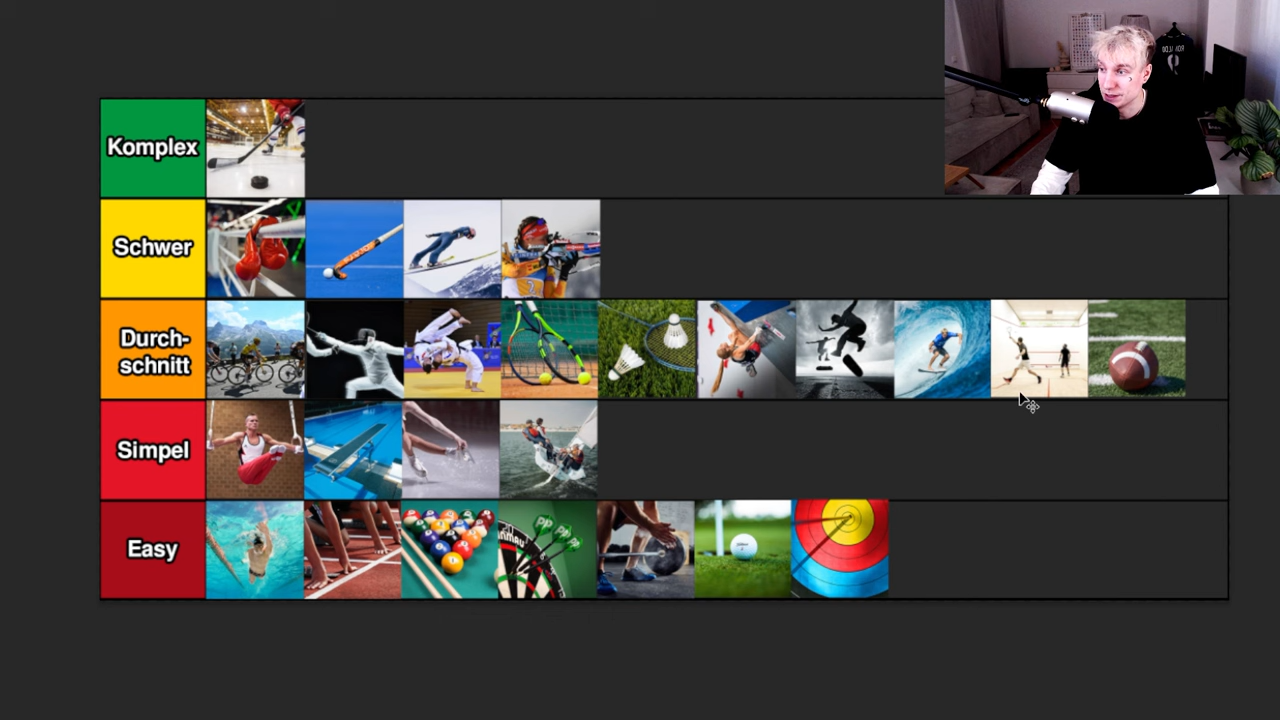 Komplex
Schwer
Durch-
schnitt
Simpel
Easy